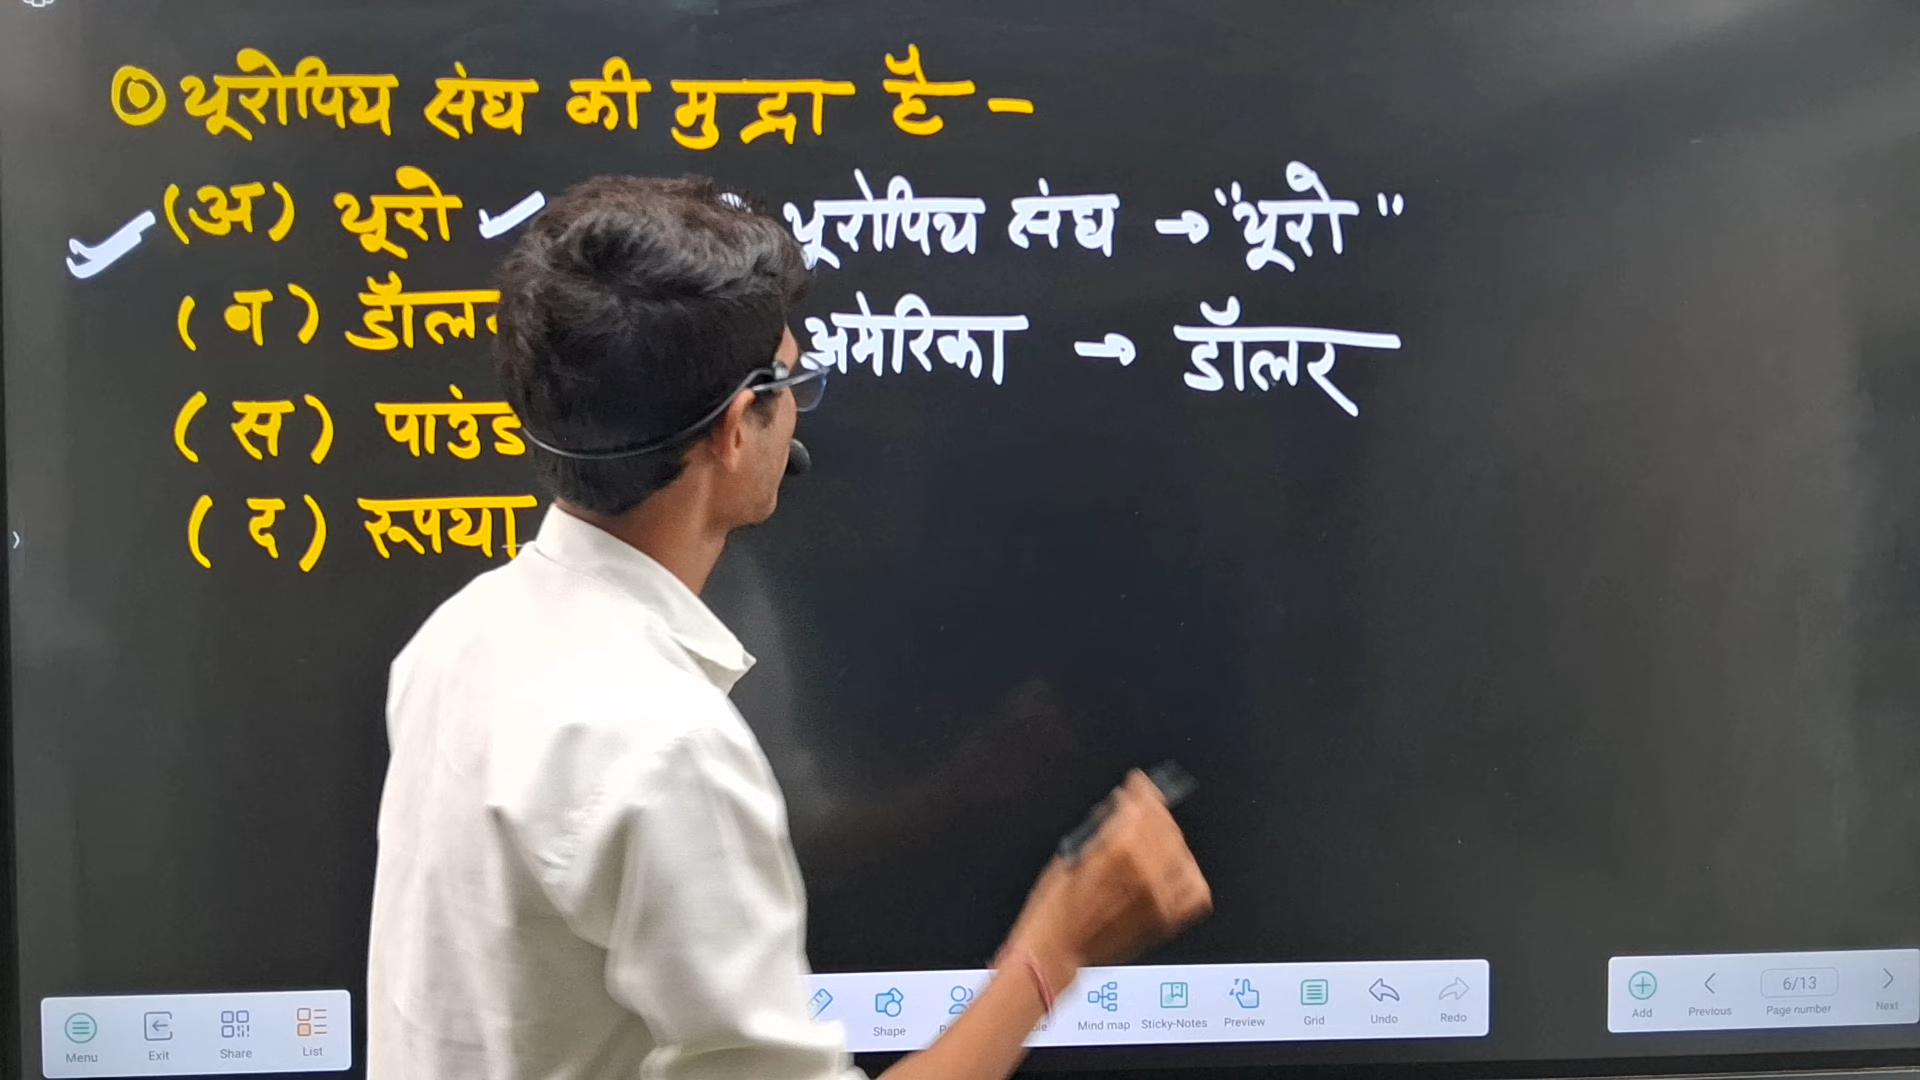 यूरोपिय संघ की मुद्रा है -
(अ) यूरो
(ब) डॉलर
(स) पाउंड
(द) रूपया
यूरोपिय संघ → "यूरो"
अमेरिका → डॉलर
Menu
Exit
Share
List
Shape
Mind map
Sticky-Notes
Preview
Grid
Undo
Redo
Add
Previous
6/13
Page number
Next